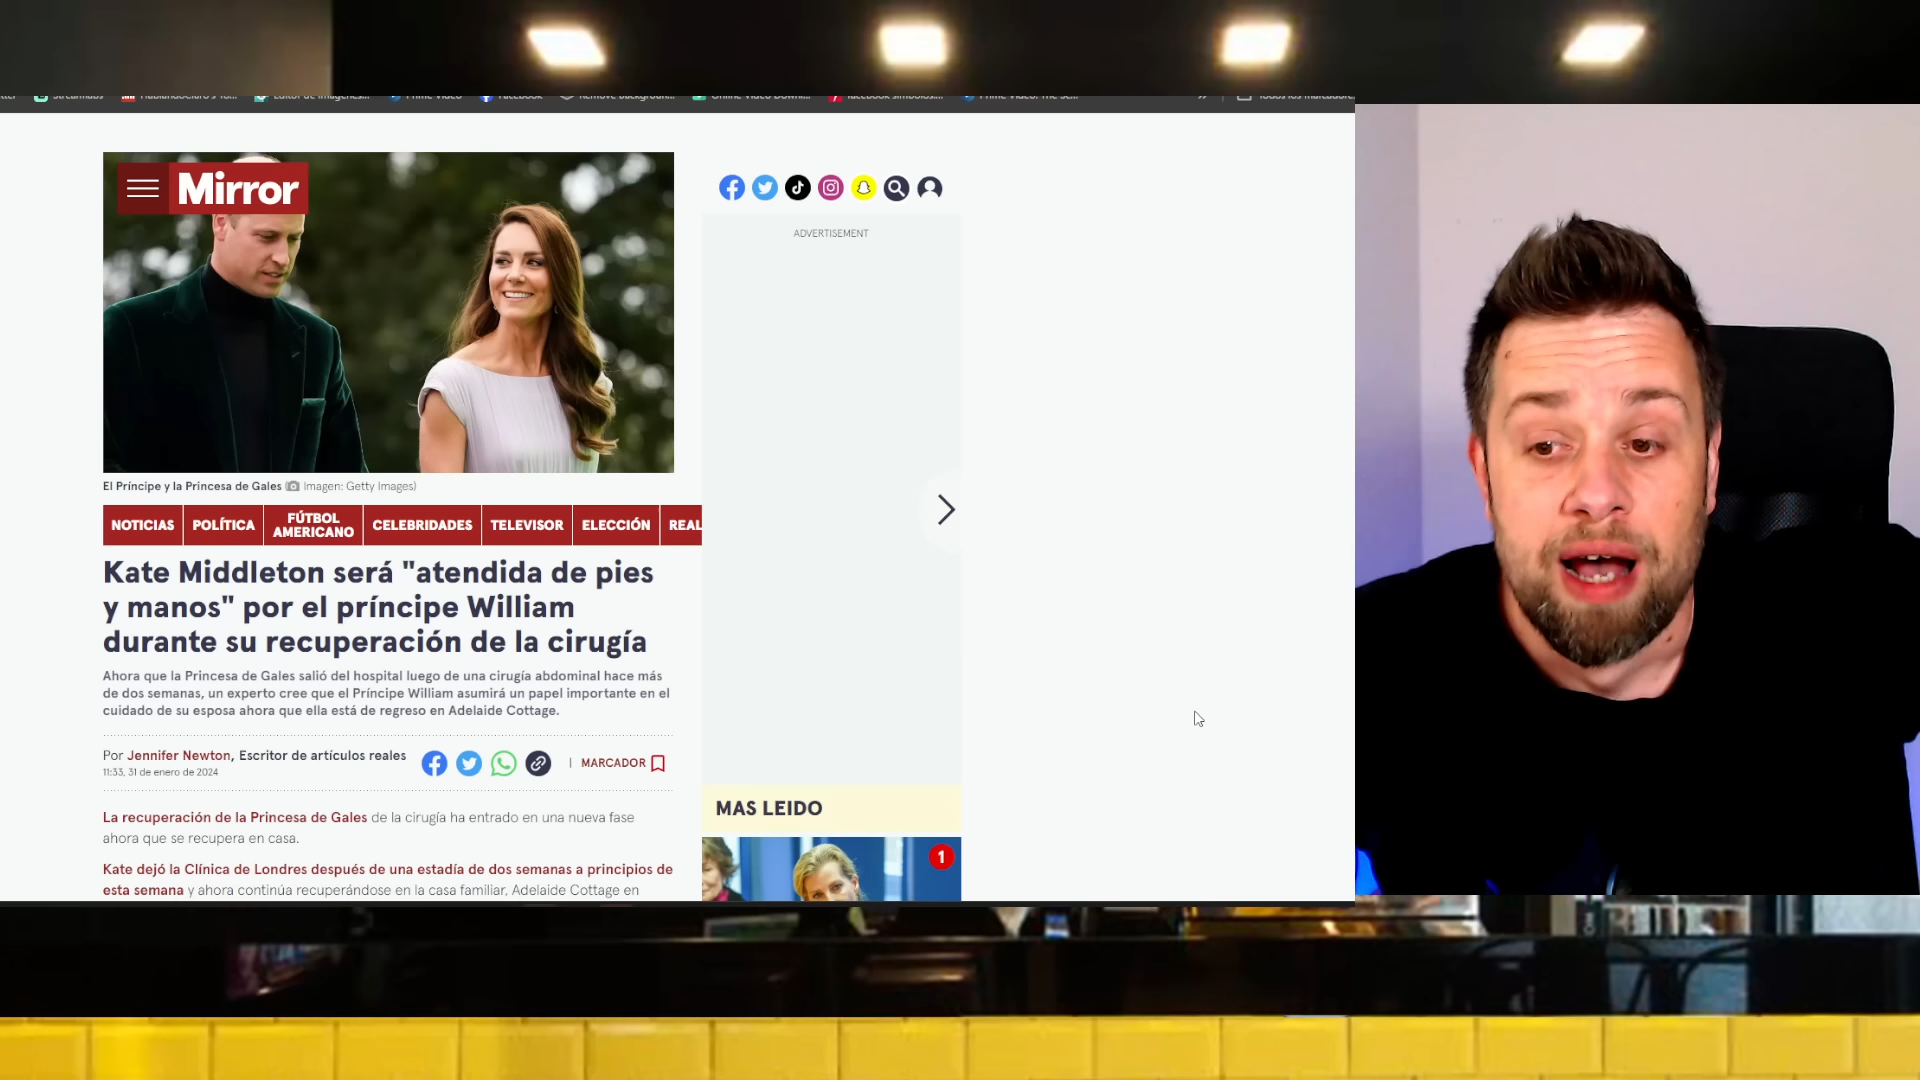 Prime Video
Facebook
Mirror
ADVERTISEMENT
El Príncipe y la Princesa de Gales (Imagen: Getty Images)
NOTICIAS
POLÍTICA
FÚTBOL
AMERICANO
CELEBRIDADES
TELEVISOR
ELECCIÓN
REAL
Kate Middleton será "atendida de pies
y manos" por el príncipe William
durante su recuperación de la cirugía
Ahora que la Princesa de Gales salió del hospital luego de una cirugía abdominal hace más
de dos semanas, un experto cree que el Príncipe William asumirá un papel importante en el
cuidado de su esposa ahora que ella está de regreso en Adelaide Cottage.
Por Jennifer Newton, Escritor de artículos reales
11:33, 31 de enero de 2024
| MARCADOR
La recuperación de la Princesa de Gales de la cirugía ha entrado en una nueva fase
ahora que se recupera en casa.
Kate dejó la Clínica de Londres después de una estadía de dos semanas a principios de
esta semana y ahora continúa recuperándose en la casa familiar, Adelaide Cottage en
MAS LEIDO
1